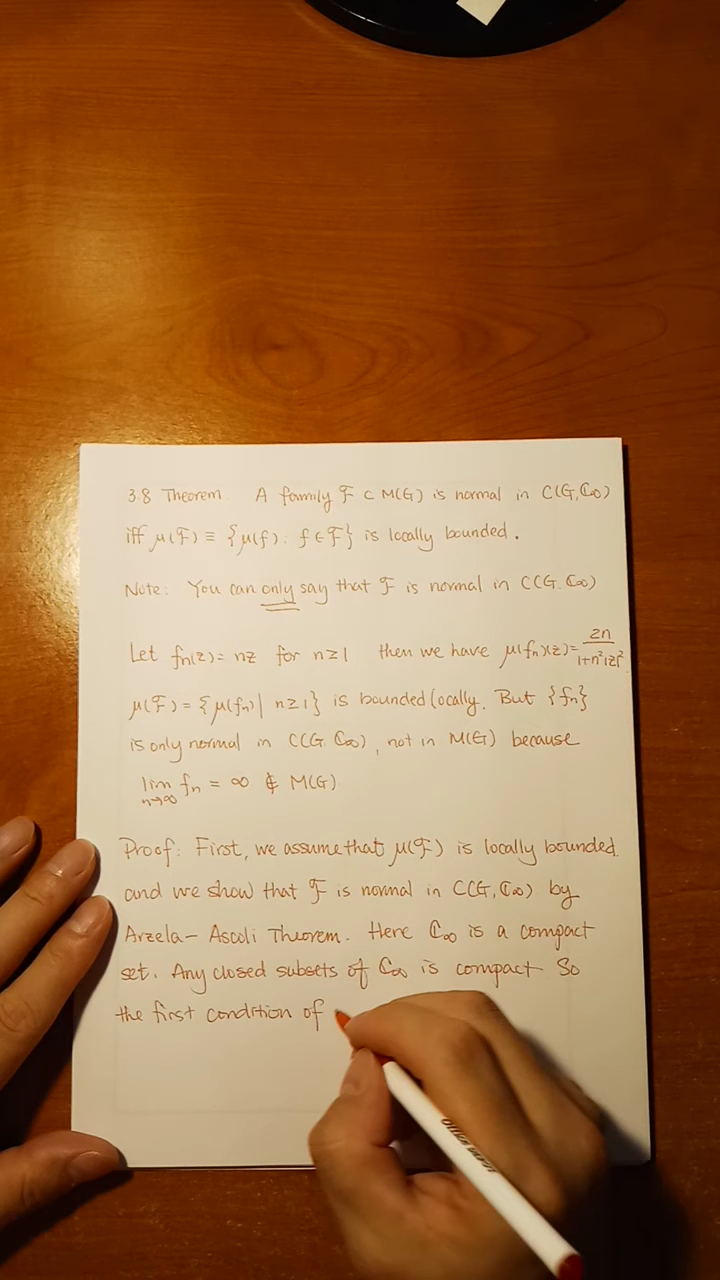 3.8 Theorem. A family ℱ ⊂ M(G) is normal in C(G, ℂ∞)
iff μ(ℱ) ≡ {μ(f) : f ∈ ℱ} is locally bounded.
Note: You can only say that ℱ is normal in C(G. ℂ∞)
Let fn(z) = nz for n≥1 then we have μ(fn)(z) = 2n / 1+n²|z|².
μ(ℱ) = {μ(fn) | n≥1} is bounded locally. But {fn}
is only normal in C(G. ℂ∞), not in M(G) because
lim n→∞ fn = ∞ ∉ M(G)
Proof: First, we assume that μ(ℱ) is locally bounded
and we show that ℱ is normal in C(G, ℂ∞) by
Arzela-Ascoli Theorem. Here ℂ∞ is a compact
set. Any closed subsets of ℂ∞ is compact. So
the first condition of
OFFICE DEPOT